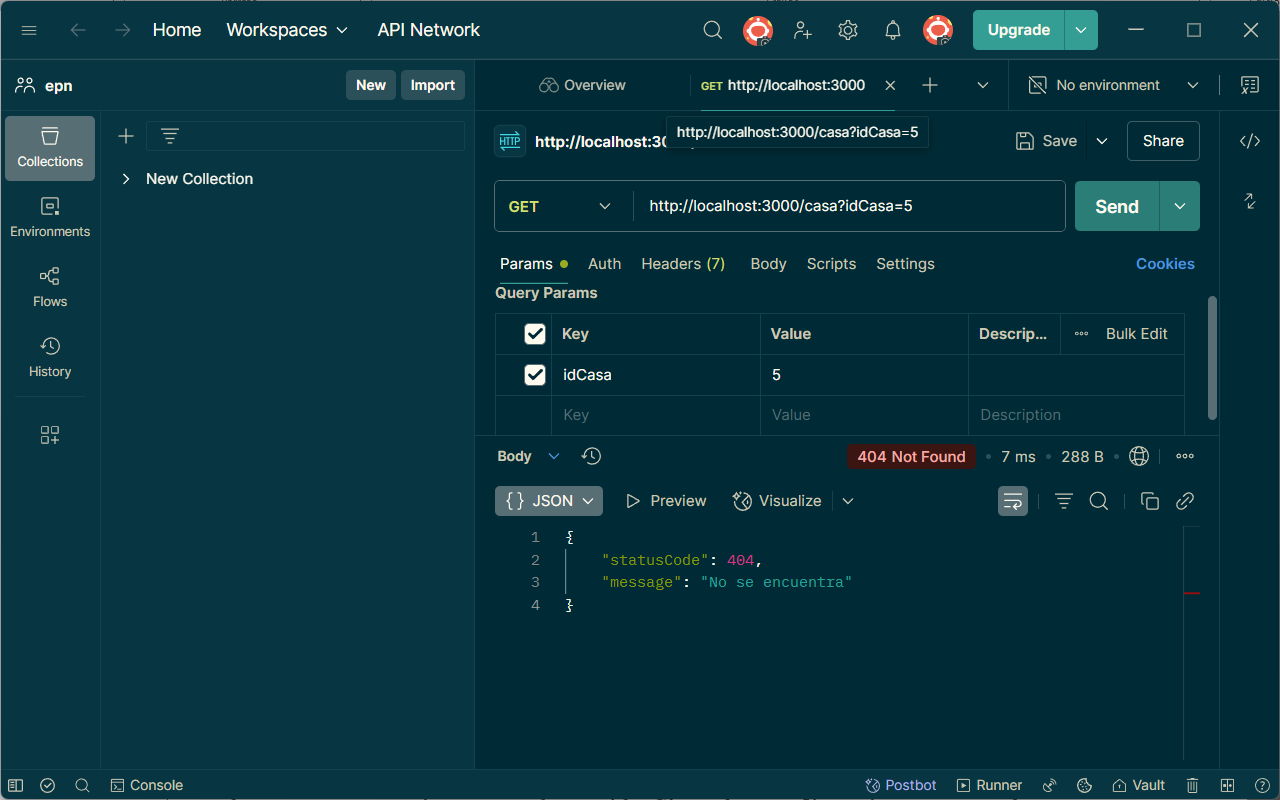 Home Workspaces API Network Upgrade
epn New Import Overview GET http://localhost:3000 No environment
Collections
Environments
Flows
History
New Collection
HTTP http://localhost:30 Save Share
http://localhost:3000/casa?idCasa=5
GET http://localhost:3000/casa?idCasa=5 Send
Params Auth Headers (7) Body Scripts Settings Cookies
Query Params
Key Value Descrip... Bulk Edit
idCasa 5
Key Value Description
Body 404 Not Found 7 ms 288 B
{} JSON Preview Visualize
1 {
2 "statusCode": 404,
3 "message": "No se encuentra"
4 }
Console Postbot Runner Vault